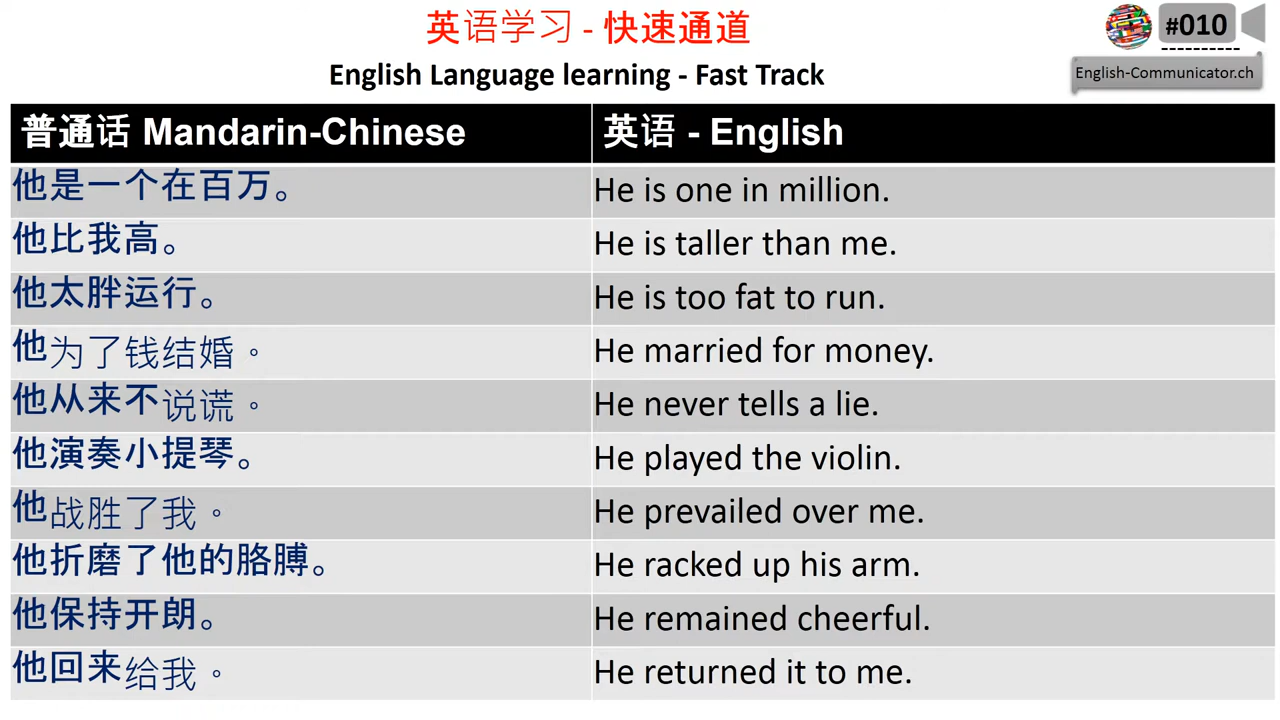 英语学习 - 快速通道
#010
English Language learning - Fast Track
English-Communicator.ch
普通话 Mandarin-Chinese
英语 - English
他是一个在百万。
He is one in million.
他比我高。
He is taller than me.
他太胖运行。
He is too fat to run.
他为了钱结婚。
He married for money.
他从来不说谎。
He never tells a lie.
他演奏小提琴。
He played the violin.
他战胜了我。
He prevailed over me.
他折磨了他的胳膊。
He racked up his arm.
他保持开朗。
He remained cheerful.
他回来给我。
He returned it to me.